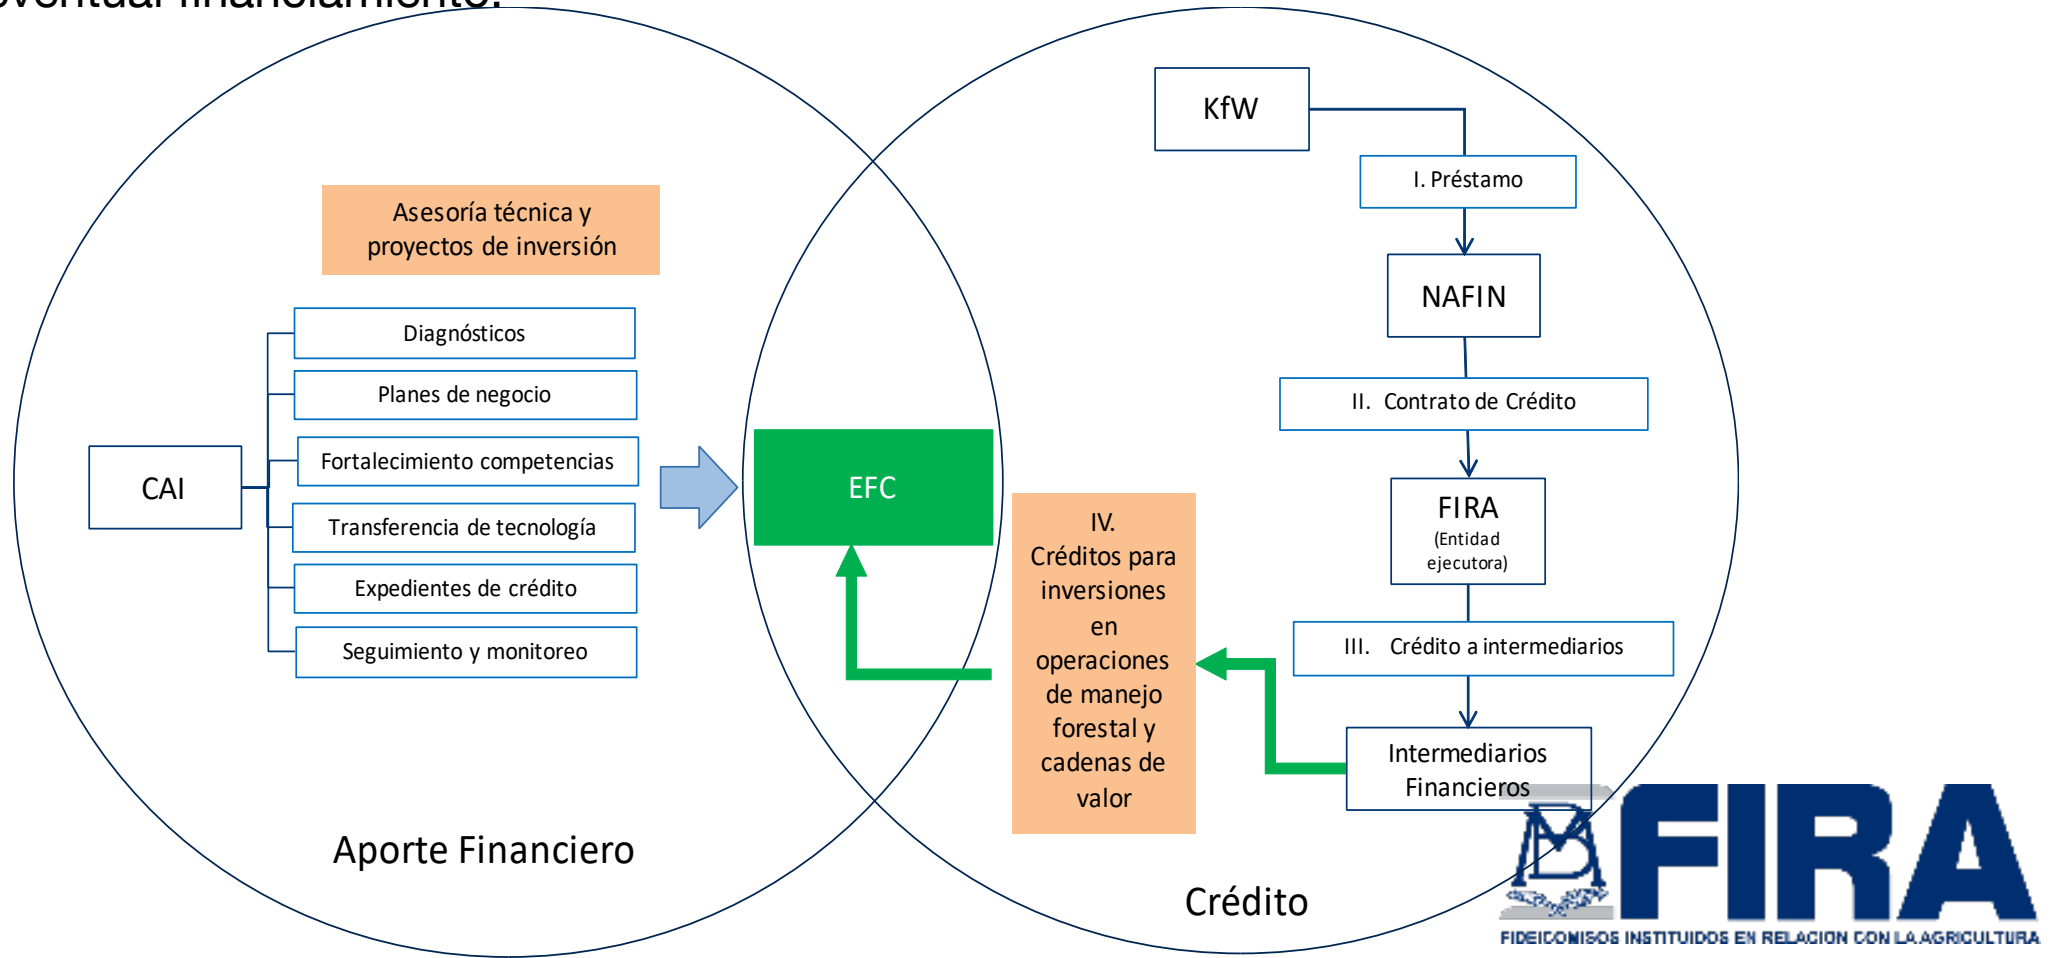 eventual financiamiento.
Asesoría técnica y
proyectos de inversión
CAI
Diagnósticos
Planes de negocio
Fortalecimiento competencias
Transferencia de tecnología
Expedientes de crédito
Seguimiento y monitoreo
Aporte Financiero
EFC
KfW
I. Préstamo
NAFIN
II. Contrato de Crédito
FIRA
(Entidad
ejecutora)
III. Crédito a intermediarios
Intermediarios
Financieros
IV.
Créditos para
inversiones
en
operaciones
de manejo
forestal y
cadenas de
valor
Crédito
FIRA
FIDEICOMISOS INSTITUIDOS EN RELACION CON LA AGRICULTURA